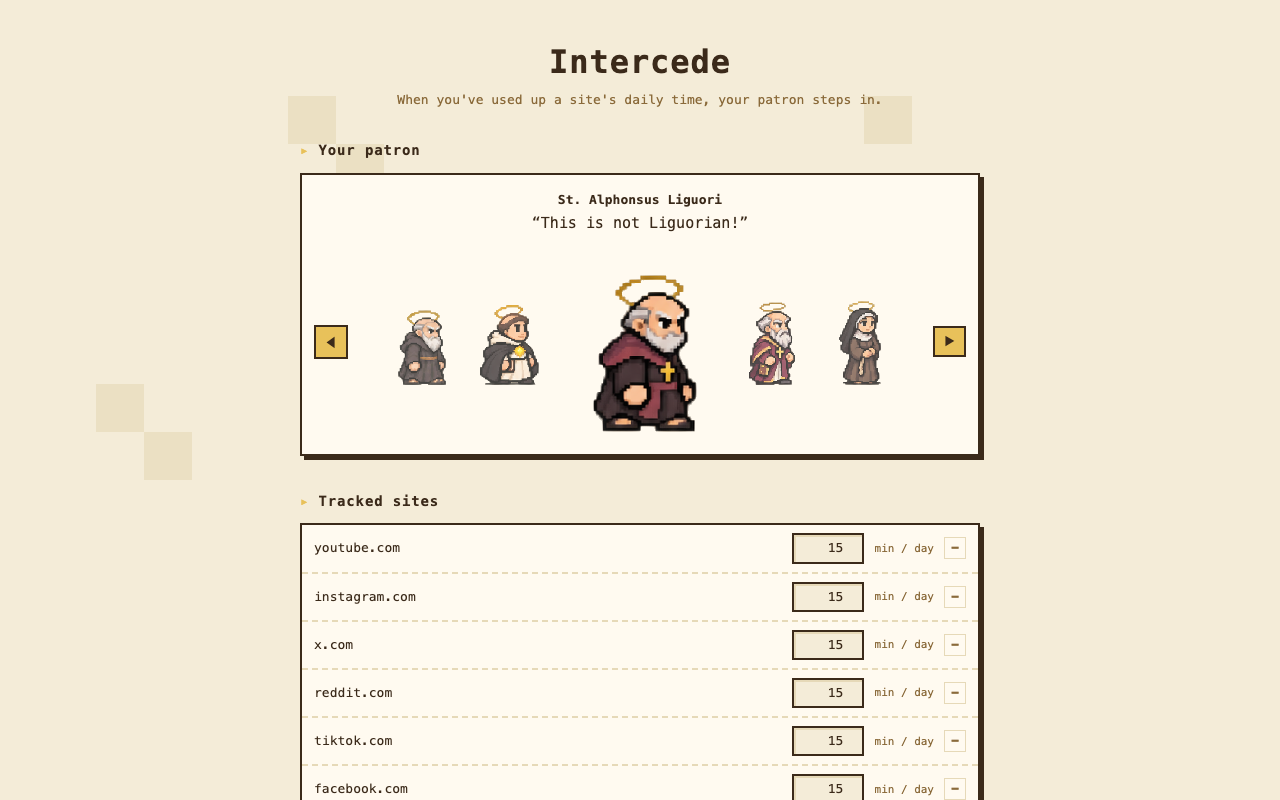 Intercede
When you've used up a site's daily time, your patron steps in.
Your patron
St. Alphonsus Liguori
“This is not Liguorian!”
Tracked sites
youtube.com 15 min / day
instagram.com 15 min / day
x.com 15 min / day
reddit.com 15 min / day
tiktok.com 15 min / day
facebook.com 15 min / day